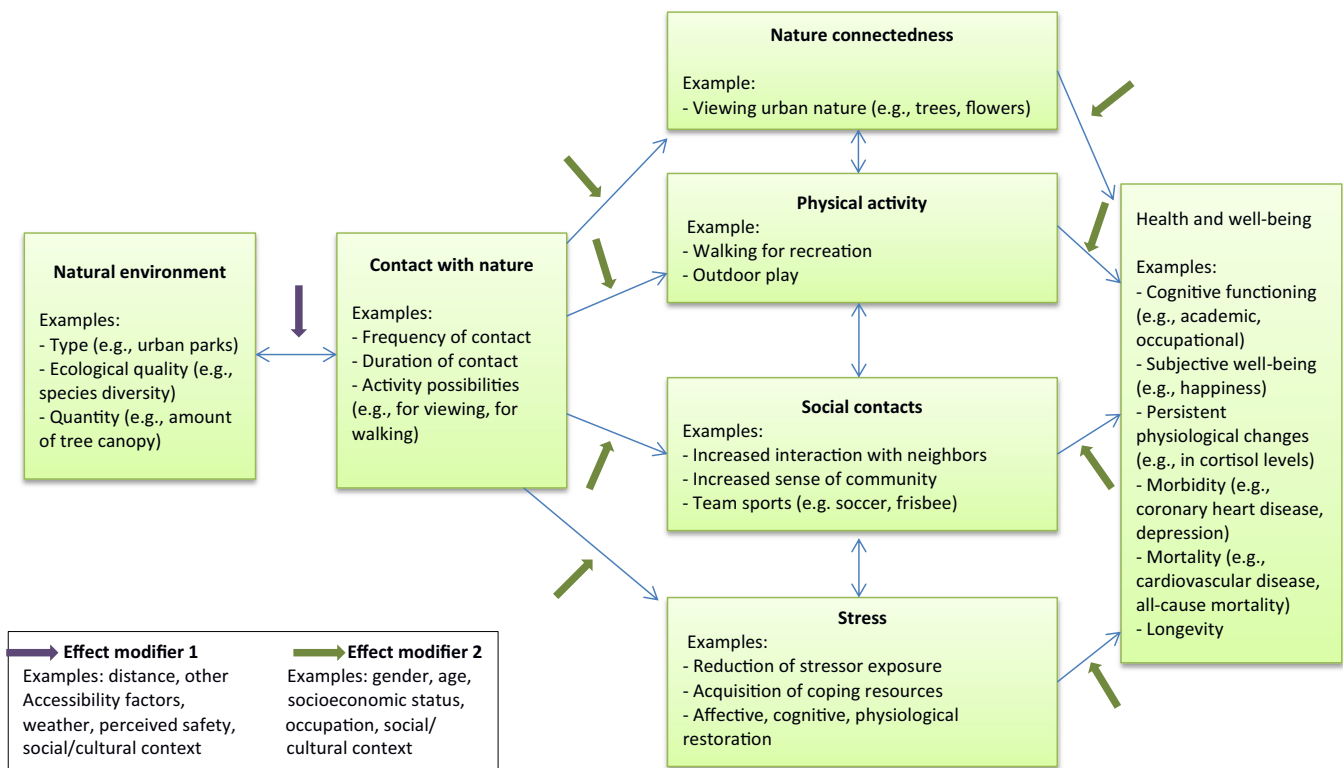 Nature connectedness
Example:
- Viewing urban nature (e.g., trees, flowers)
Physical activity
Example:
- Walking for recreation
- Outdoor play
Natural environment
Examples:
- Type (e.g., urban parks)
- Ecological quality (e.g.,
species diversity)
- Quantity (e.g., amount
of tree canopy)
Contact with nature
Examples:
- Frequency of contact
- Duration of contact
- Activity possibilities
(e.g., for viewing, for
walking)
Social contacts
Examples:
- Increased interaction with neighbors
- Increased sense of community
- Team sports (e.g. soccer, frisbee)
Stress
Examples:
- Reduction of stressor exposure
- Acquisition of coping resources
- Affective, cognitive, physiological
restoration
Health and well-being
Examples:
- Cognitive functioning
(e.g., academic,
occupational)
- Subjective well-being
(e.g., happiness)
- Persistent
physiological changes
(e.g., in cortisol levels)
- Morbidity (e.g.,
coronary heart disease,
depression)
- Mortality (e.g.,
cardiovascular disease,
all-cause mortality)
- Longevity
Effect modifier 1
Examples: distance, other
Accessibility factors,
weather, perceived safety,
social/cultural context
Effect modifier 2
Examples: gender, age,
socioeconomic status,
occupation, social/
cultural context